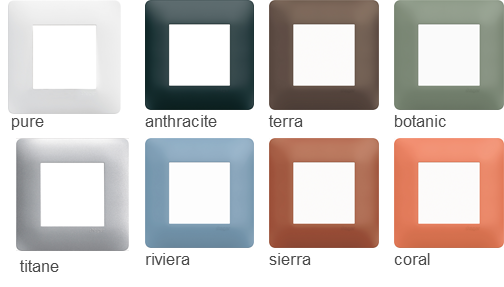 pure
anthracite
terra
botanic
titane
riviera
sierra
coral